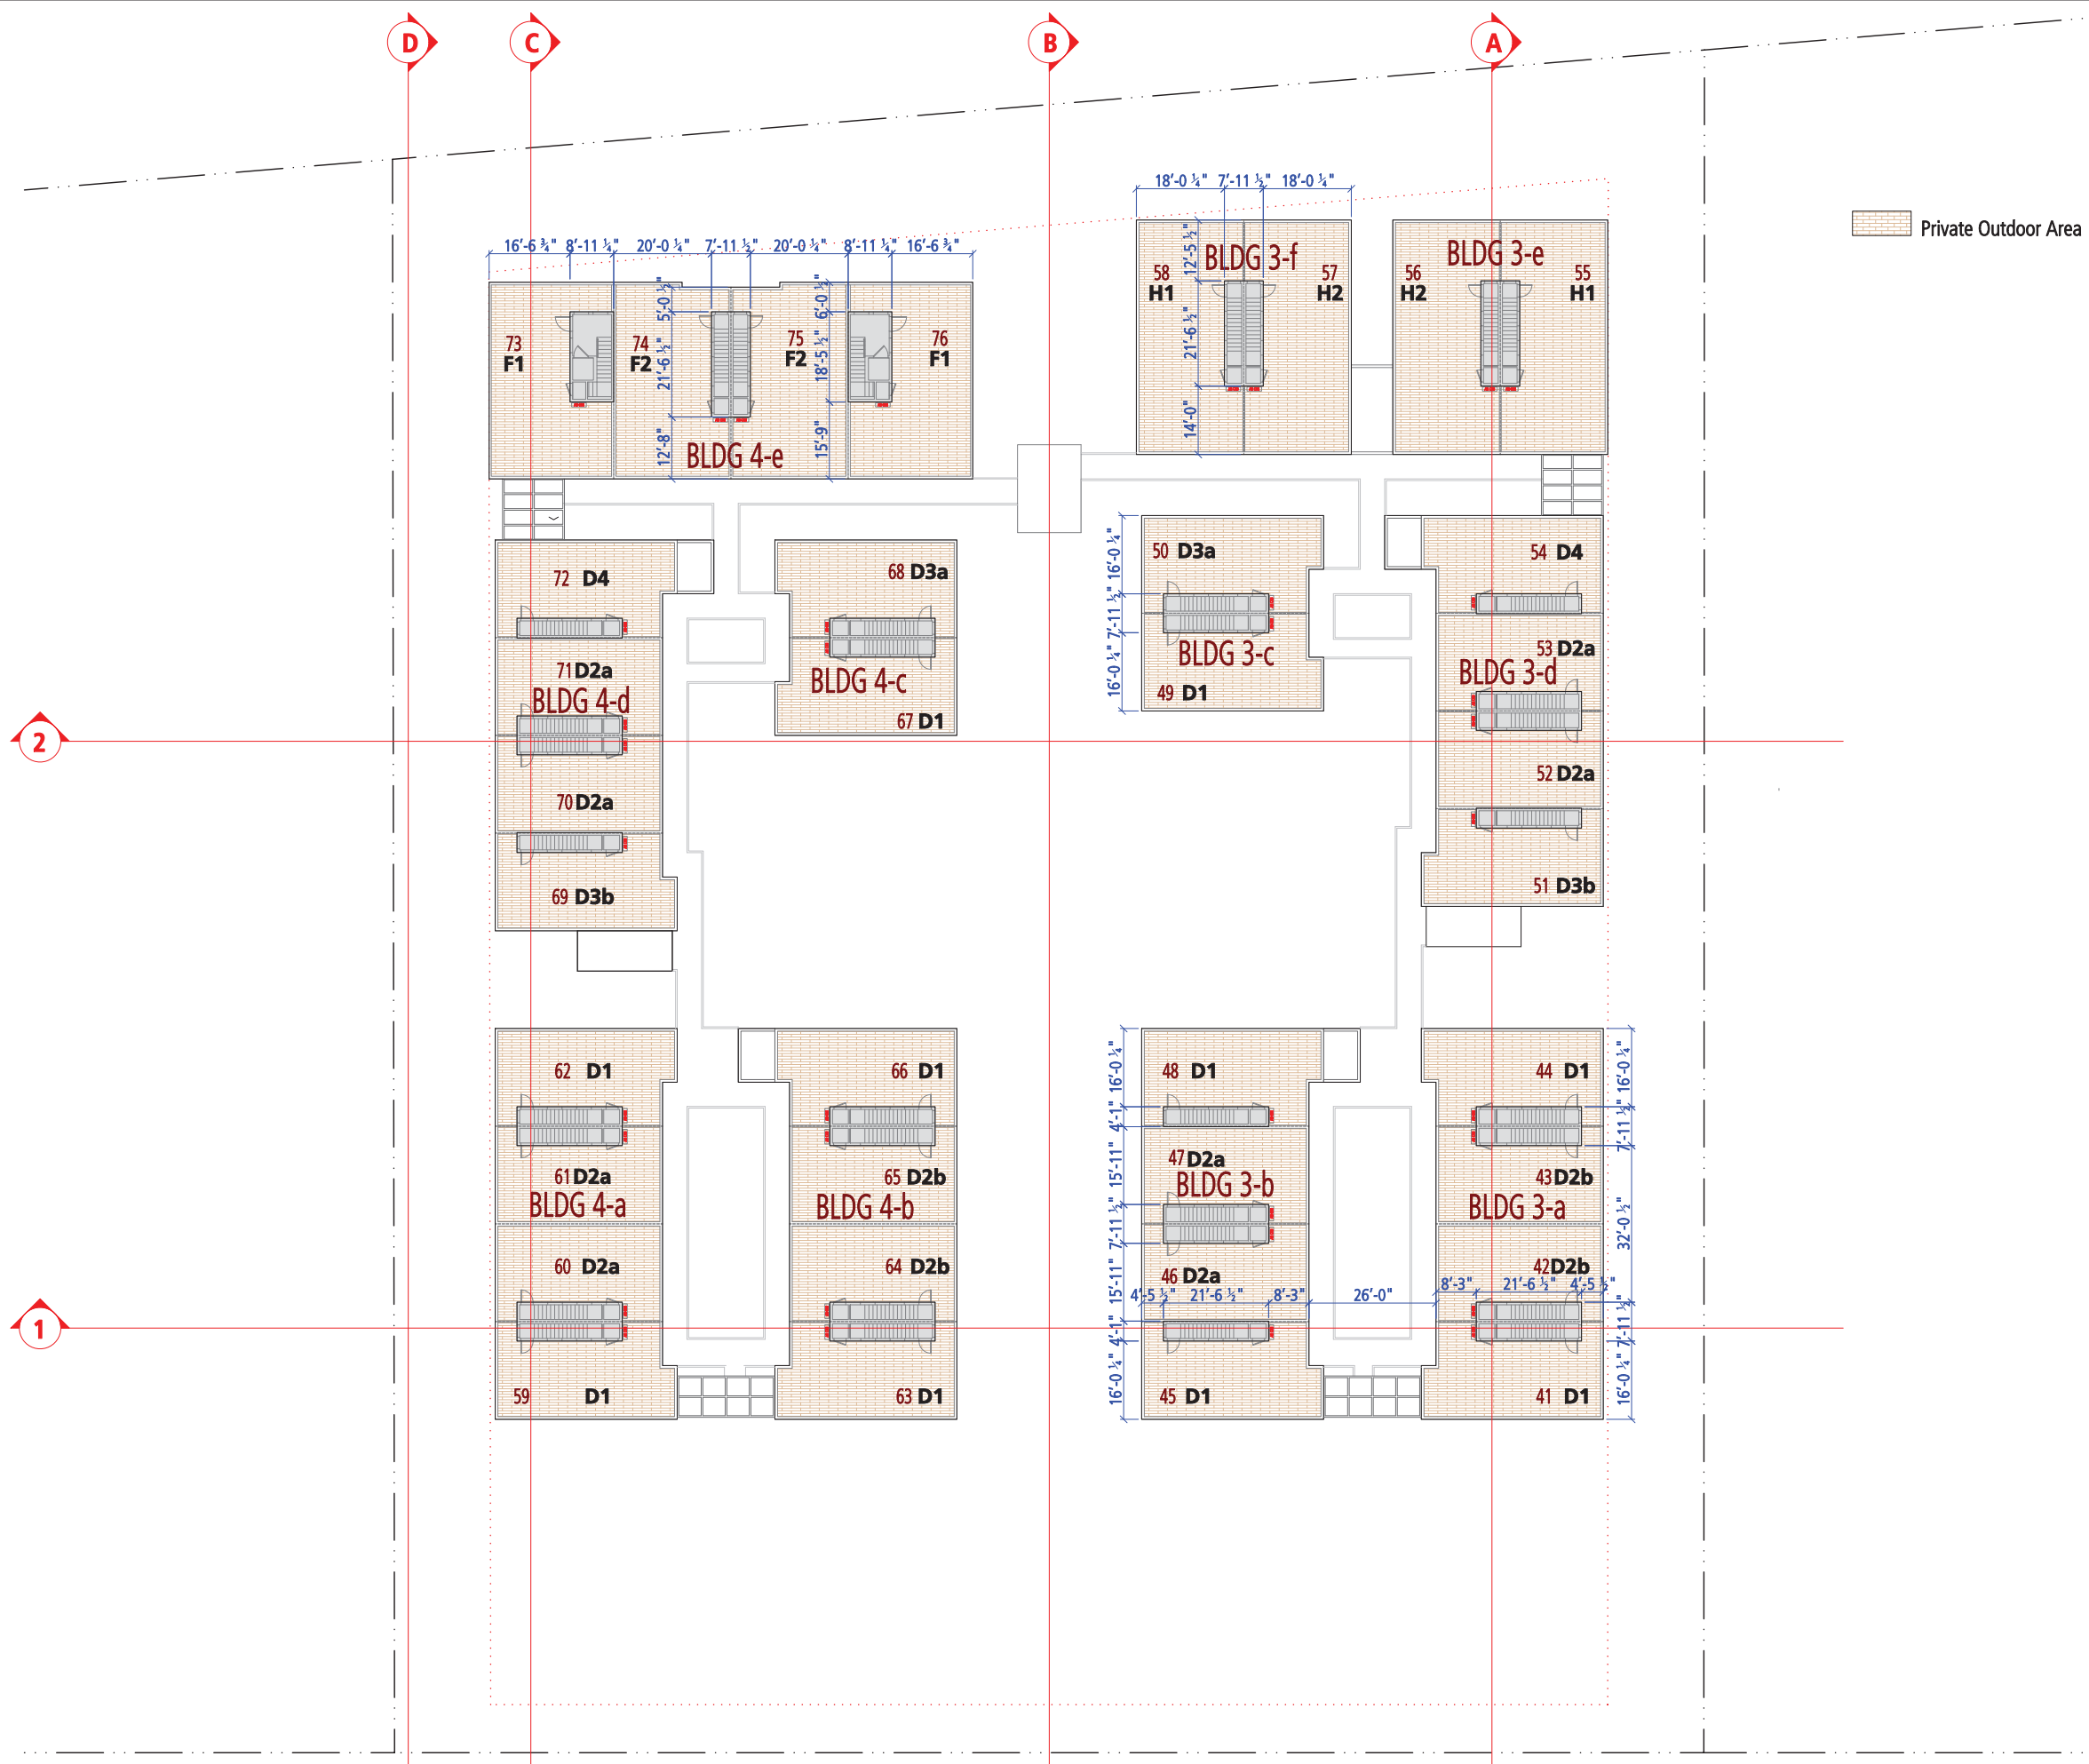 D
C
B
A
Private Outdoor Area
18'-0 ¼" 7'-11 ½" 18'-0 ¼"
16'-6 ¾" 8'-11 ¼" 20'-0 ¼" 7'-11 ½" 20'-0 ¼" 8'-11 ¼" 16'-6 ¾"
BLDG 3-f
BLDG 3-e
12'-5 ½"
21'-6 ½"
14'-0"
58
H1
57
H2
56
H2
55
H1
5'-0 ½"
21'-6 ½"
12'-8"
6'-0 ½"
18'-5 ½"
15'-9"
73
F1
74
F2
75
F2
76
F1
BLDG 4-e
72 D4
71 D2a
BLDG 4-d
70 D2a
69 D3b
68 D3a
BLDG 4-c
67 D1
16'-0 ¼"
7'-11 ½"
16'-0 ¼"
50 D3a
BLDG 3-c
49 D1
54 D4
53 D2a
BLDG 3-d
52 D2a
51 D3b
2
62 D1
61 D2a
BLDG 4-a
60 D2a
59 D1
66 D1
65 D2b
BLDG 4-b
64 D2b
63 D1
16'-0 ¼"
4'-1"
15'-11"
7'-11 ½"
15'-11"
4'-1"
16'-0 ¼"
48 D1
47 D2a
BLDG 3-b
46 D2a
4'-5 ½" 21'-6 ½" 8'-3" 26'-0"
45 D1
44 D1
43 D2b
BLDG 3-a
42 D2b
8'-3" 21'-6 ½" 4'-5 ½"
41 D1
16'-0 ¼"
7'-11 ½"
32'-0 ½"
7'-11 ½"
16'-0 ¼"
1